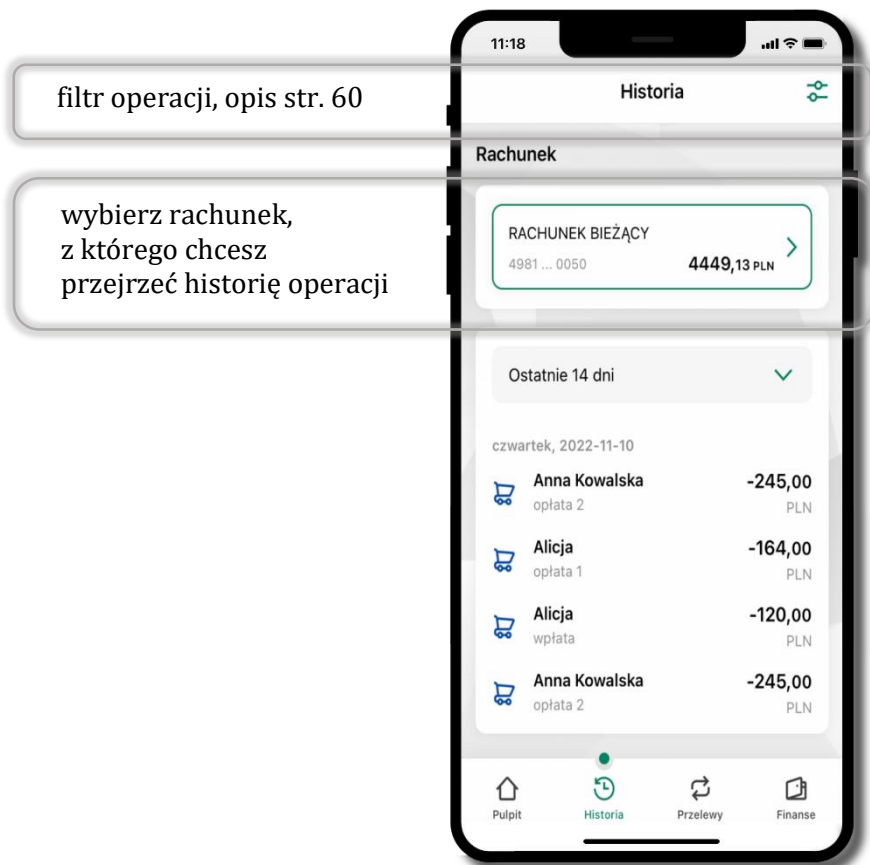 11:18
filtr operacji, opis str. 60
Historia
Rachunek
wybierz rachunek,
z którego chcesz
przejrzeć historię operacji
RACHUNEK BIEŻĄCY
4981 ... 0050 4449,13 PLN
Ostatnie 14 dni
czwartek, 2022-11-10
Anna Kowalska -245,00
opłata 2 PLN
Alicja -164,00
opłata 1 PLN
Alicja -120,00
wpłata PLN
Anna Kowalska -245,00
opłata 2 PLN
Pulpit Historia Przelewy Finanse